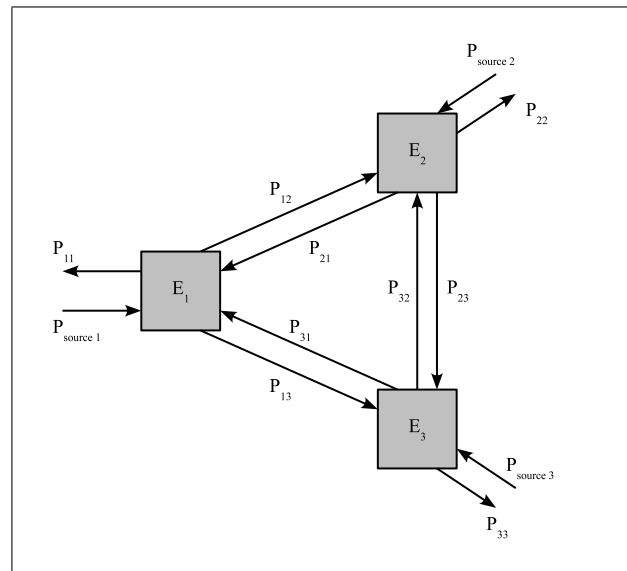 P source 2
P22
E2
P12
P21
P11
E1
P32
P23
P source 1
P31
P13
E3
P source 3
P33